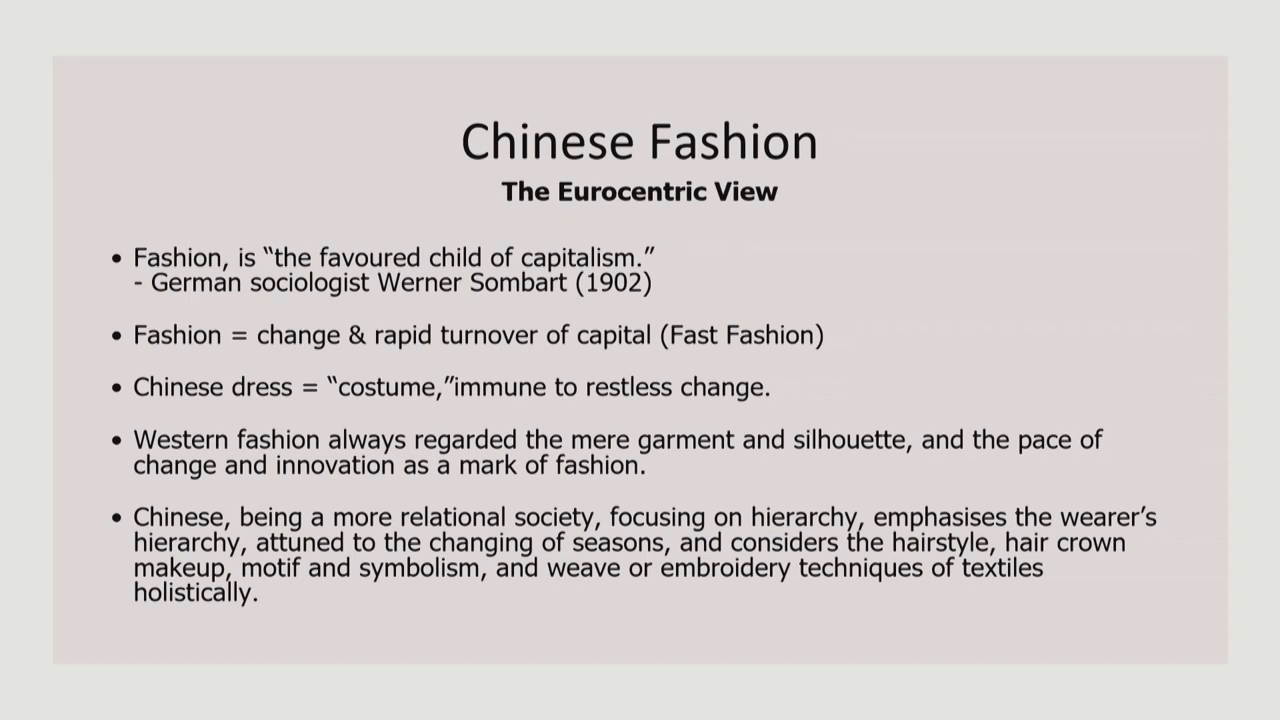 Chinese Fashion
The Eurocentric View
• Fashion, is “the favoured child of capitalism.”
- German sociologist Werner Sombart (1902)
• Fashion = change & rapid turnover of capital (Fast Fashion)
• Chinese dress = “costume,”immune to restless change.
• Western fashion always regarded the mere garment and silhouette, and the pace of
change and innovation as a mark of fashion.
• Chinese, being a more relational society, focusing on hierarchy, emphasises the wearer’s
hierarchy, attuned to the changing of seasons, and considers the hairstyle, hair crown
makeup, motif and symbolism, and weave or embroidery techniques of textiles
holistically.